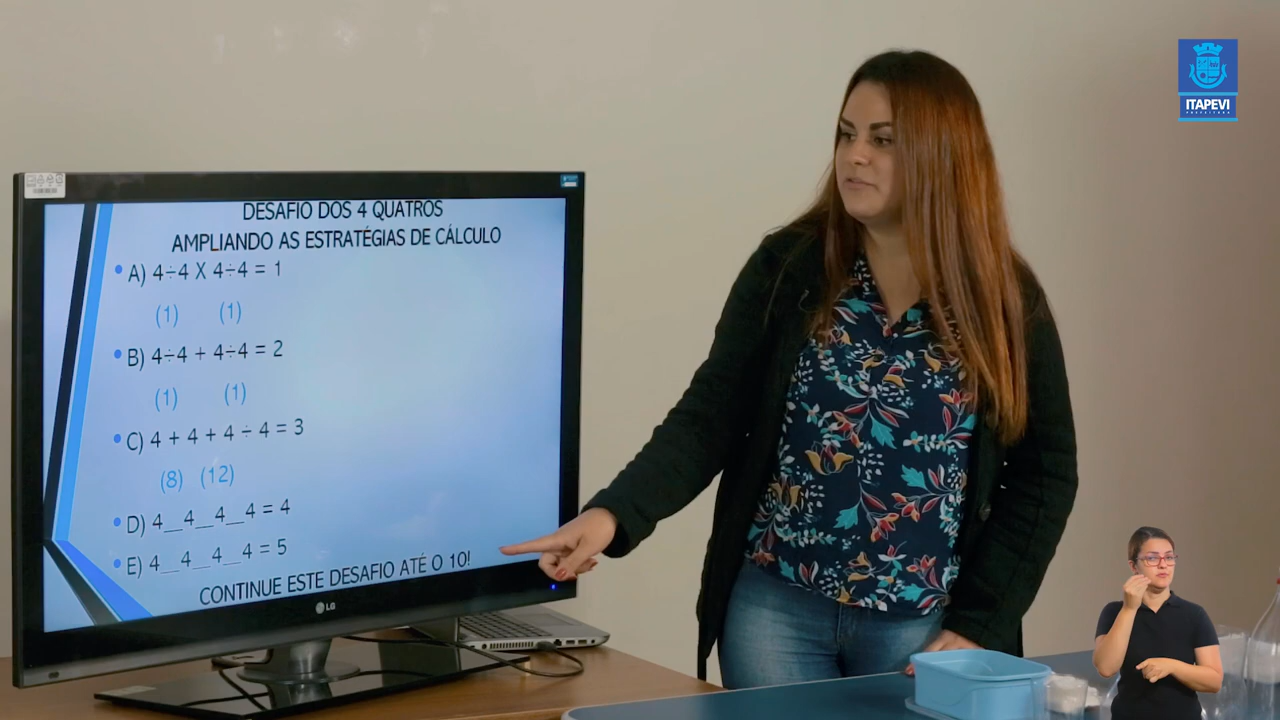 DESAFIO DOS 4 QUATROS
AMPLIANDO AS ESTRATÉGIAS DE CÁLCULO
• A) 4÷4 X 4÷4 = 1
(1) (1)
• B) 4÷4 + 4÷4 = 2
(1) (1)
• C) 4 + 4 + 4 ÷ 4 = 3
(8) (12)
• D) 4__4__4__4 = 4
• E) 4__4__4__4 = 5
CONTINUE ESTE DESAFIO ATÉ O 10!
LG
ITAPEVI
PREFEITURA